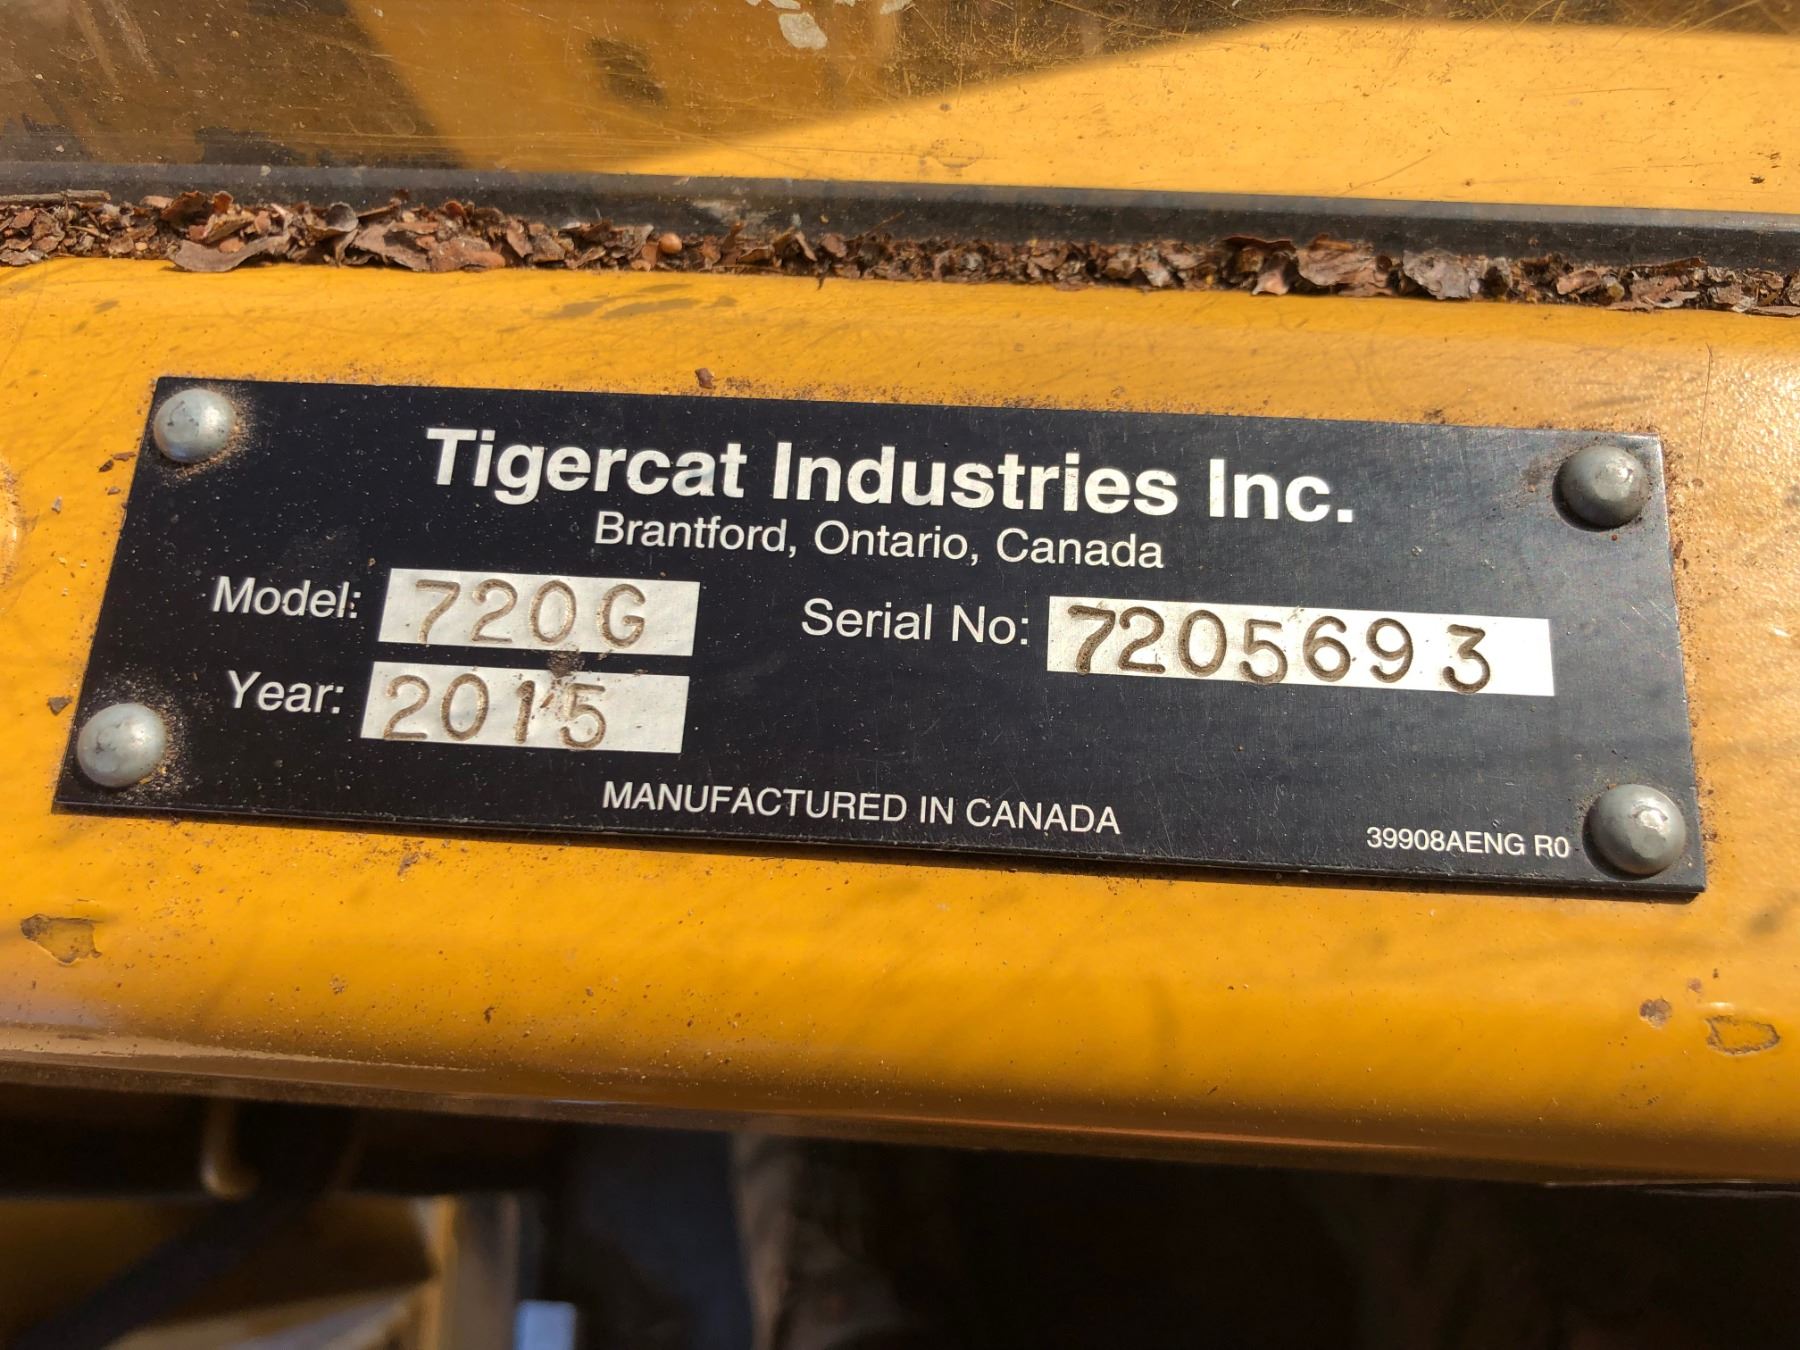 Tigercat Industries Inc.
Brantford, Ontario, Canada
Model: 720G Serial No: 7205693
Year: 2015
MANUFACTURED IN CANADA
39908AENG R0